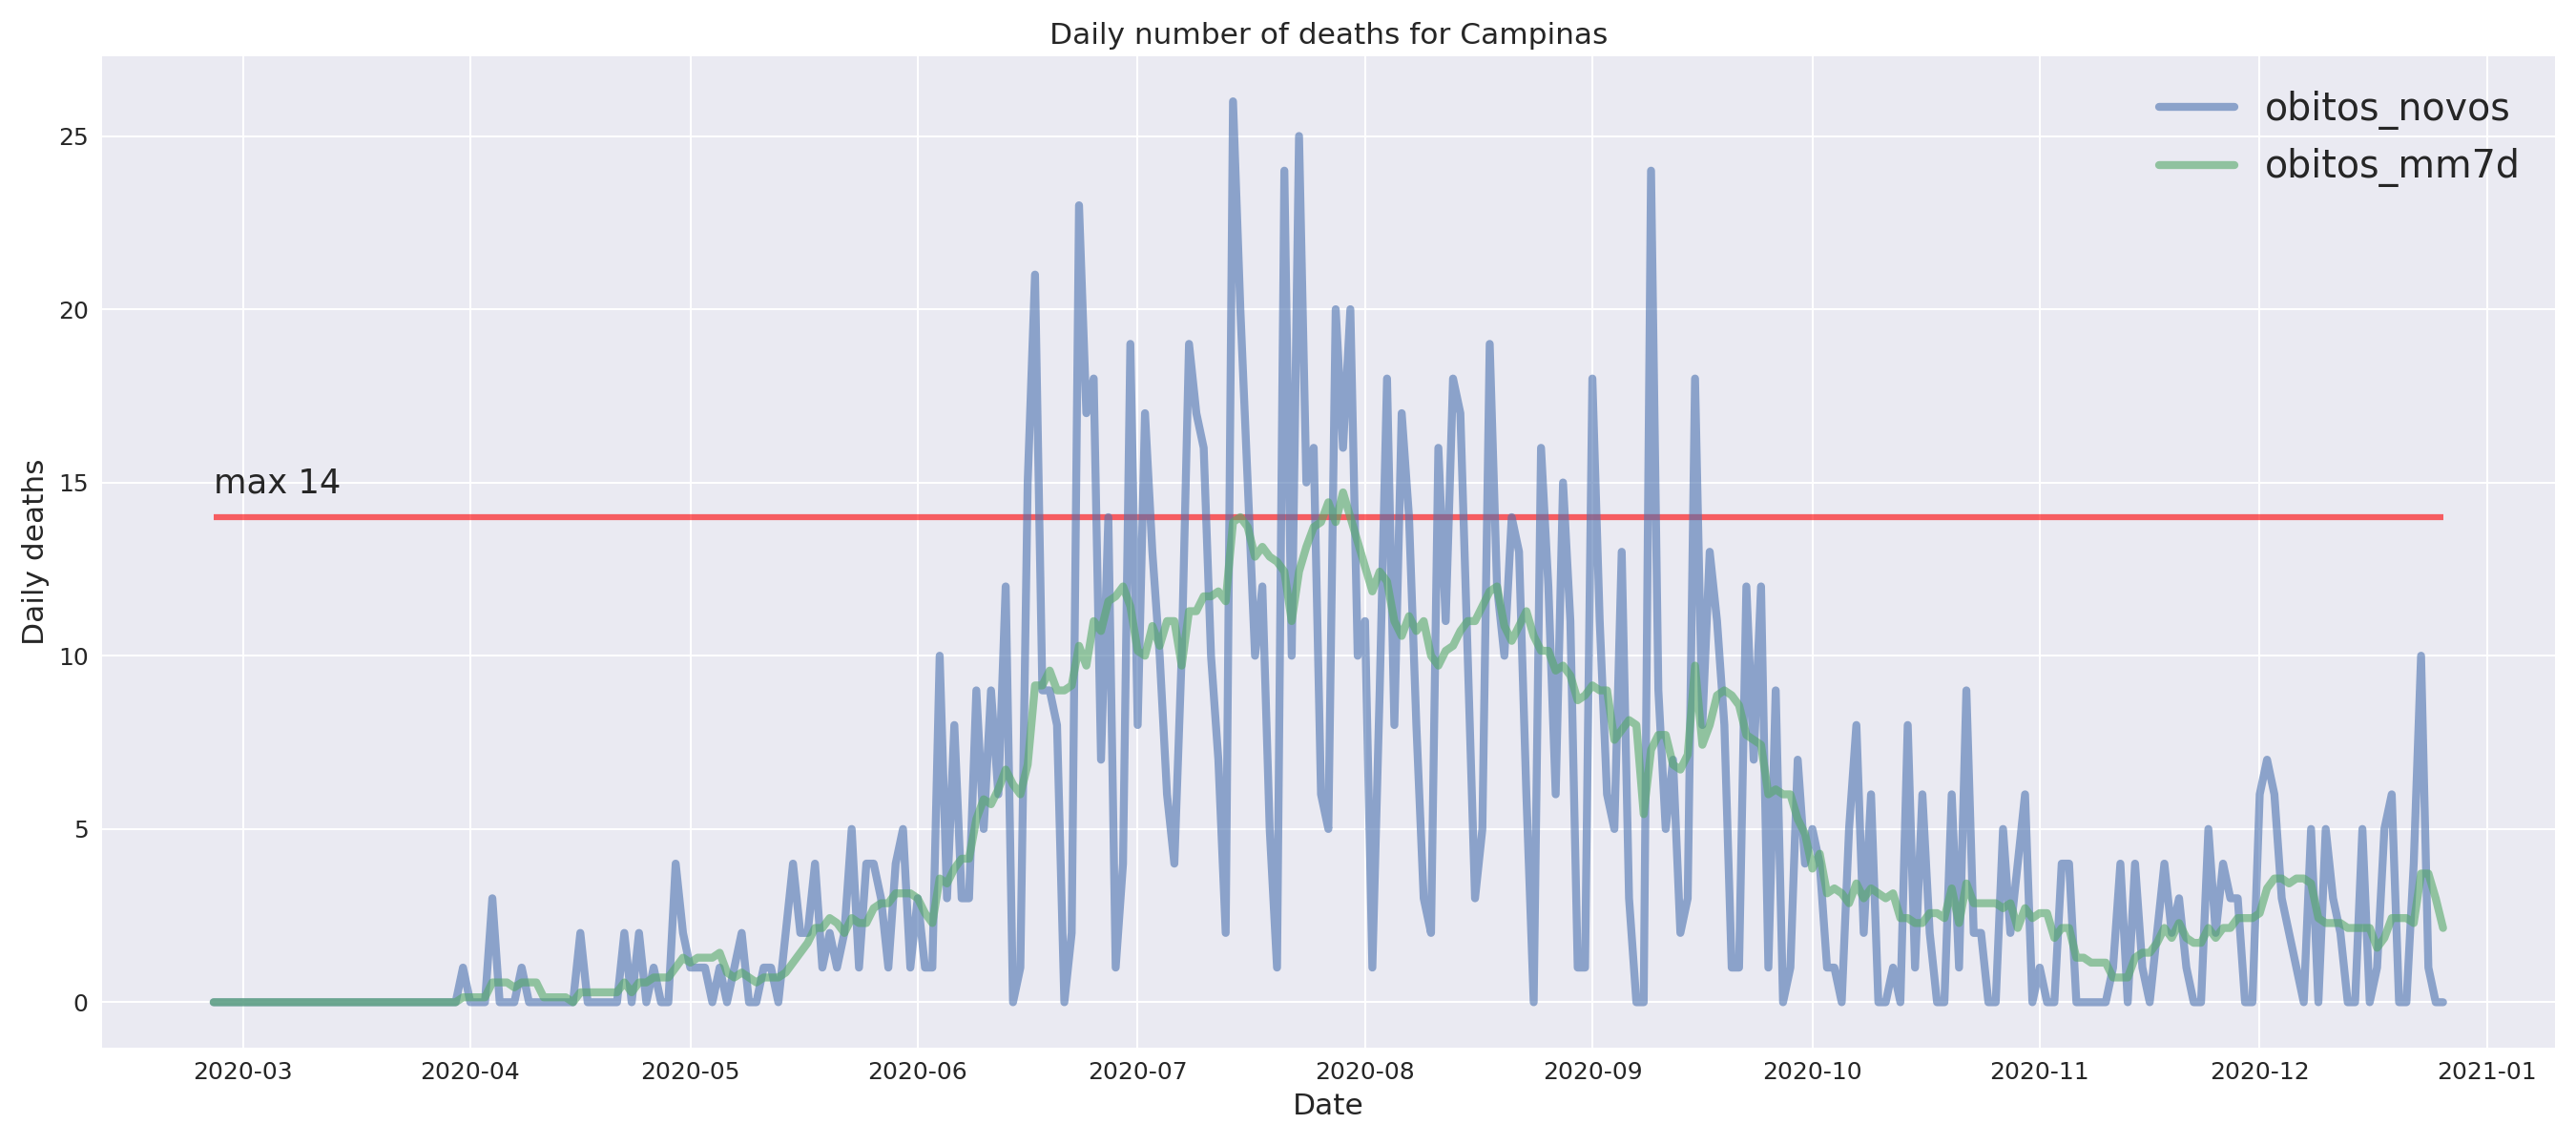 Daily number of deaths for Campinas
obitos_novos
obitos_mm7d
max 14
Daily deaths
25
20
15
10
5
0
2020-03 2020-04 2020-05 2020-06 2020-07 2020-08 2020-09 2020-10 2020-11 2020-12 2021-01
Date